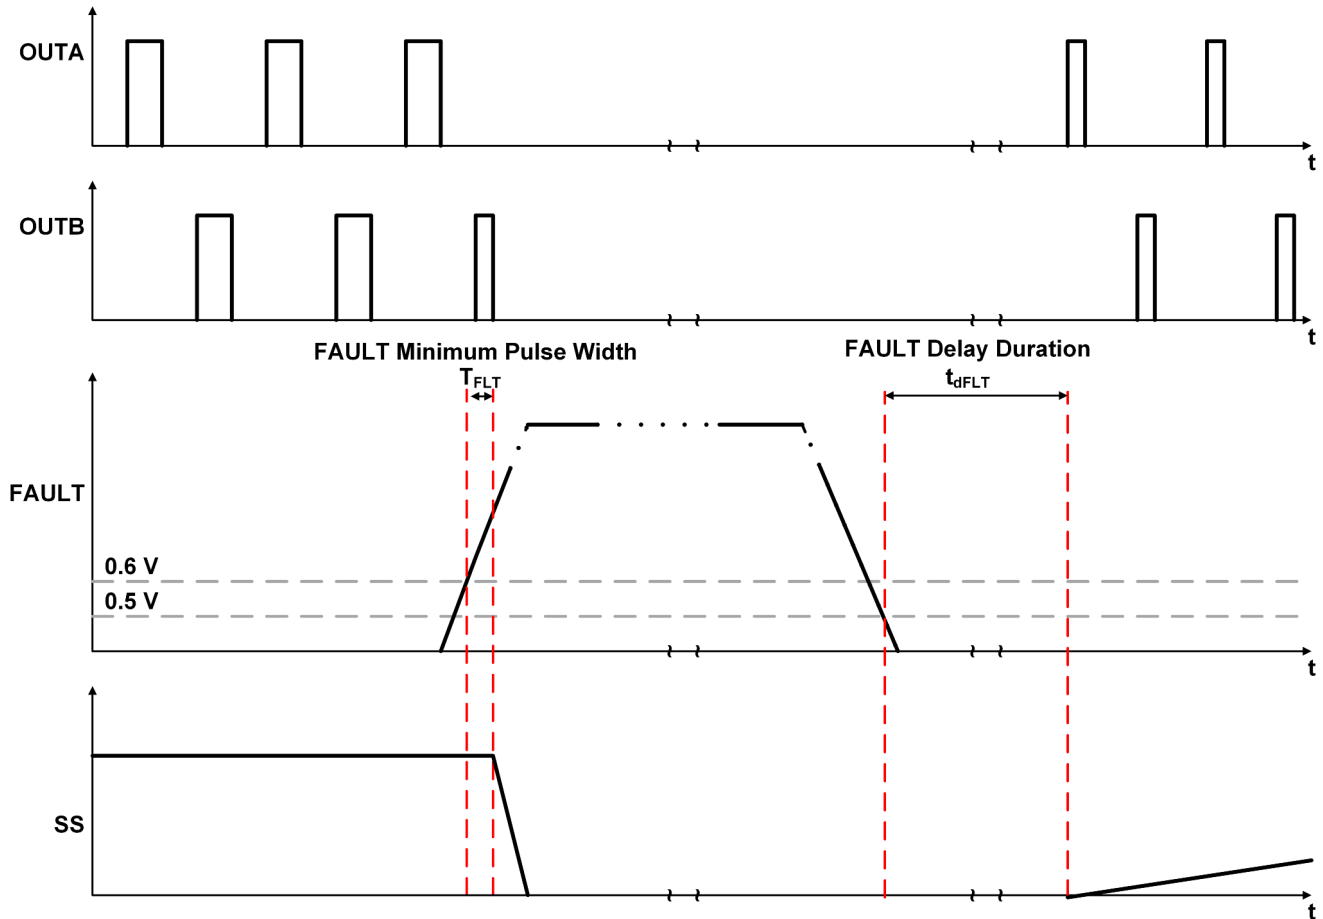 OUTA
t
OUTB
t
FAULT Minimum Pulse Width
TFLT
FAULT Delay Duration
tdFLT
FAULT
0.6 V
0.5 V
t
SS
t